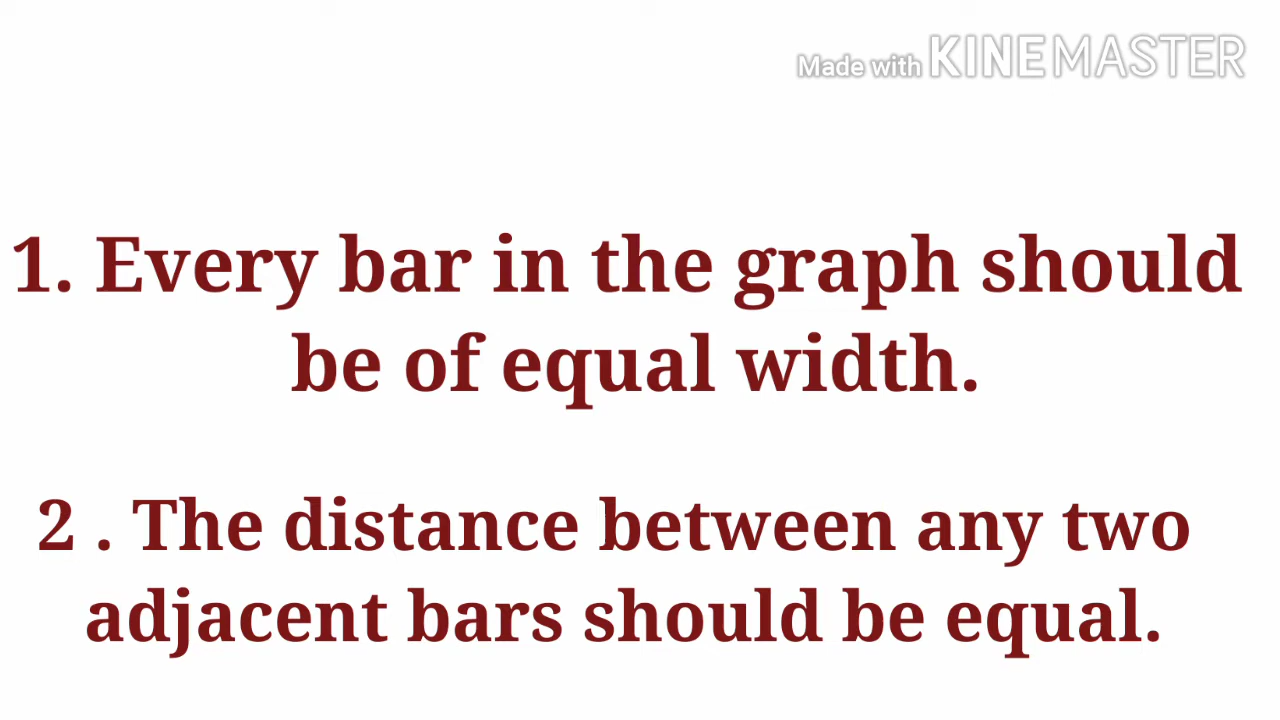 Made with KINEMASTER
1. Every bar in the graph should
be of equal width.
2 . The distance between any two
adjacent bars should be equal.